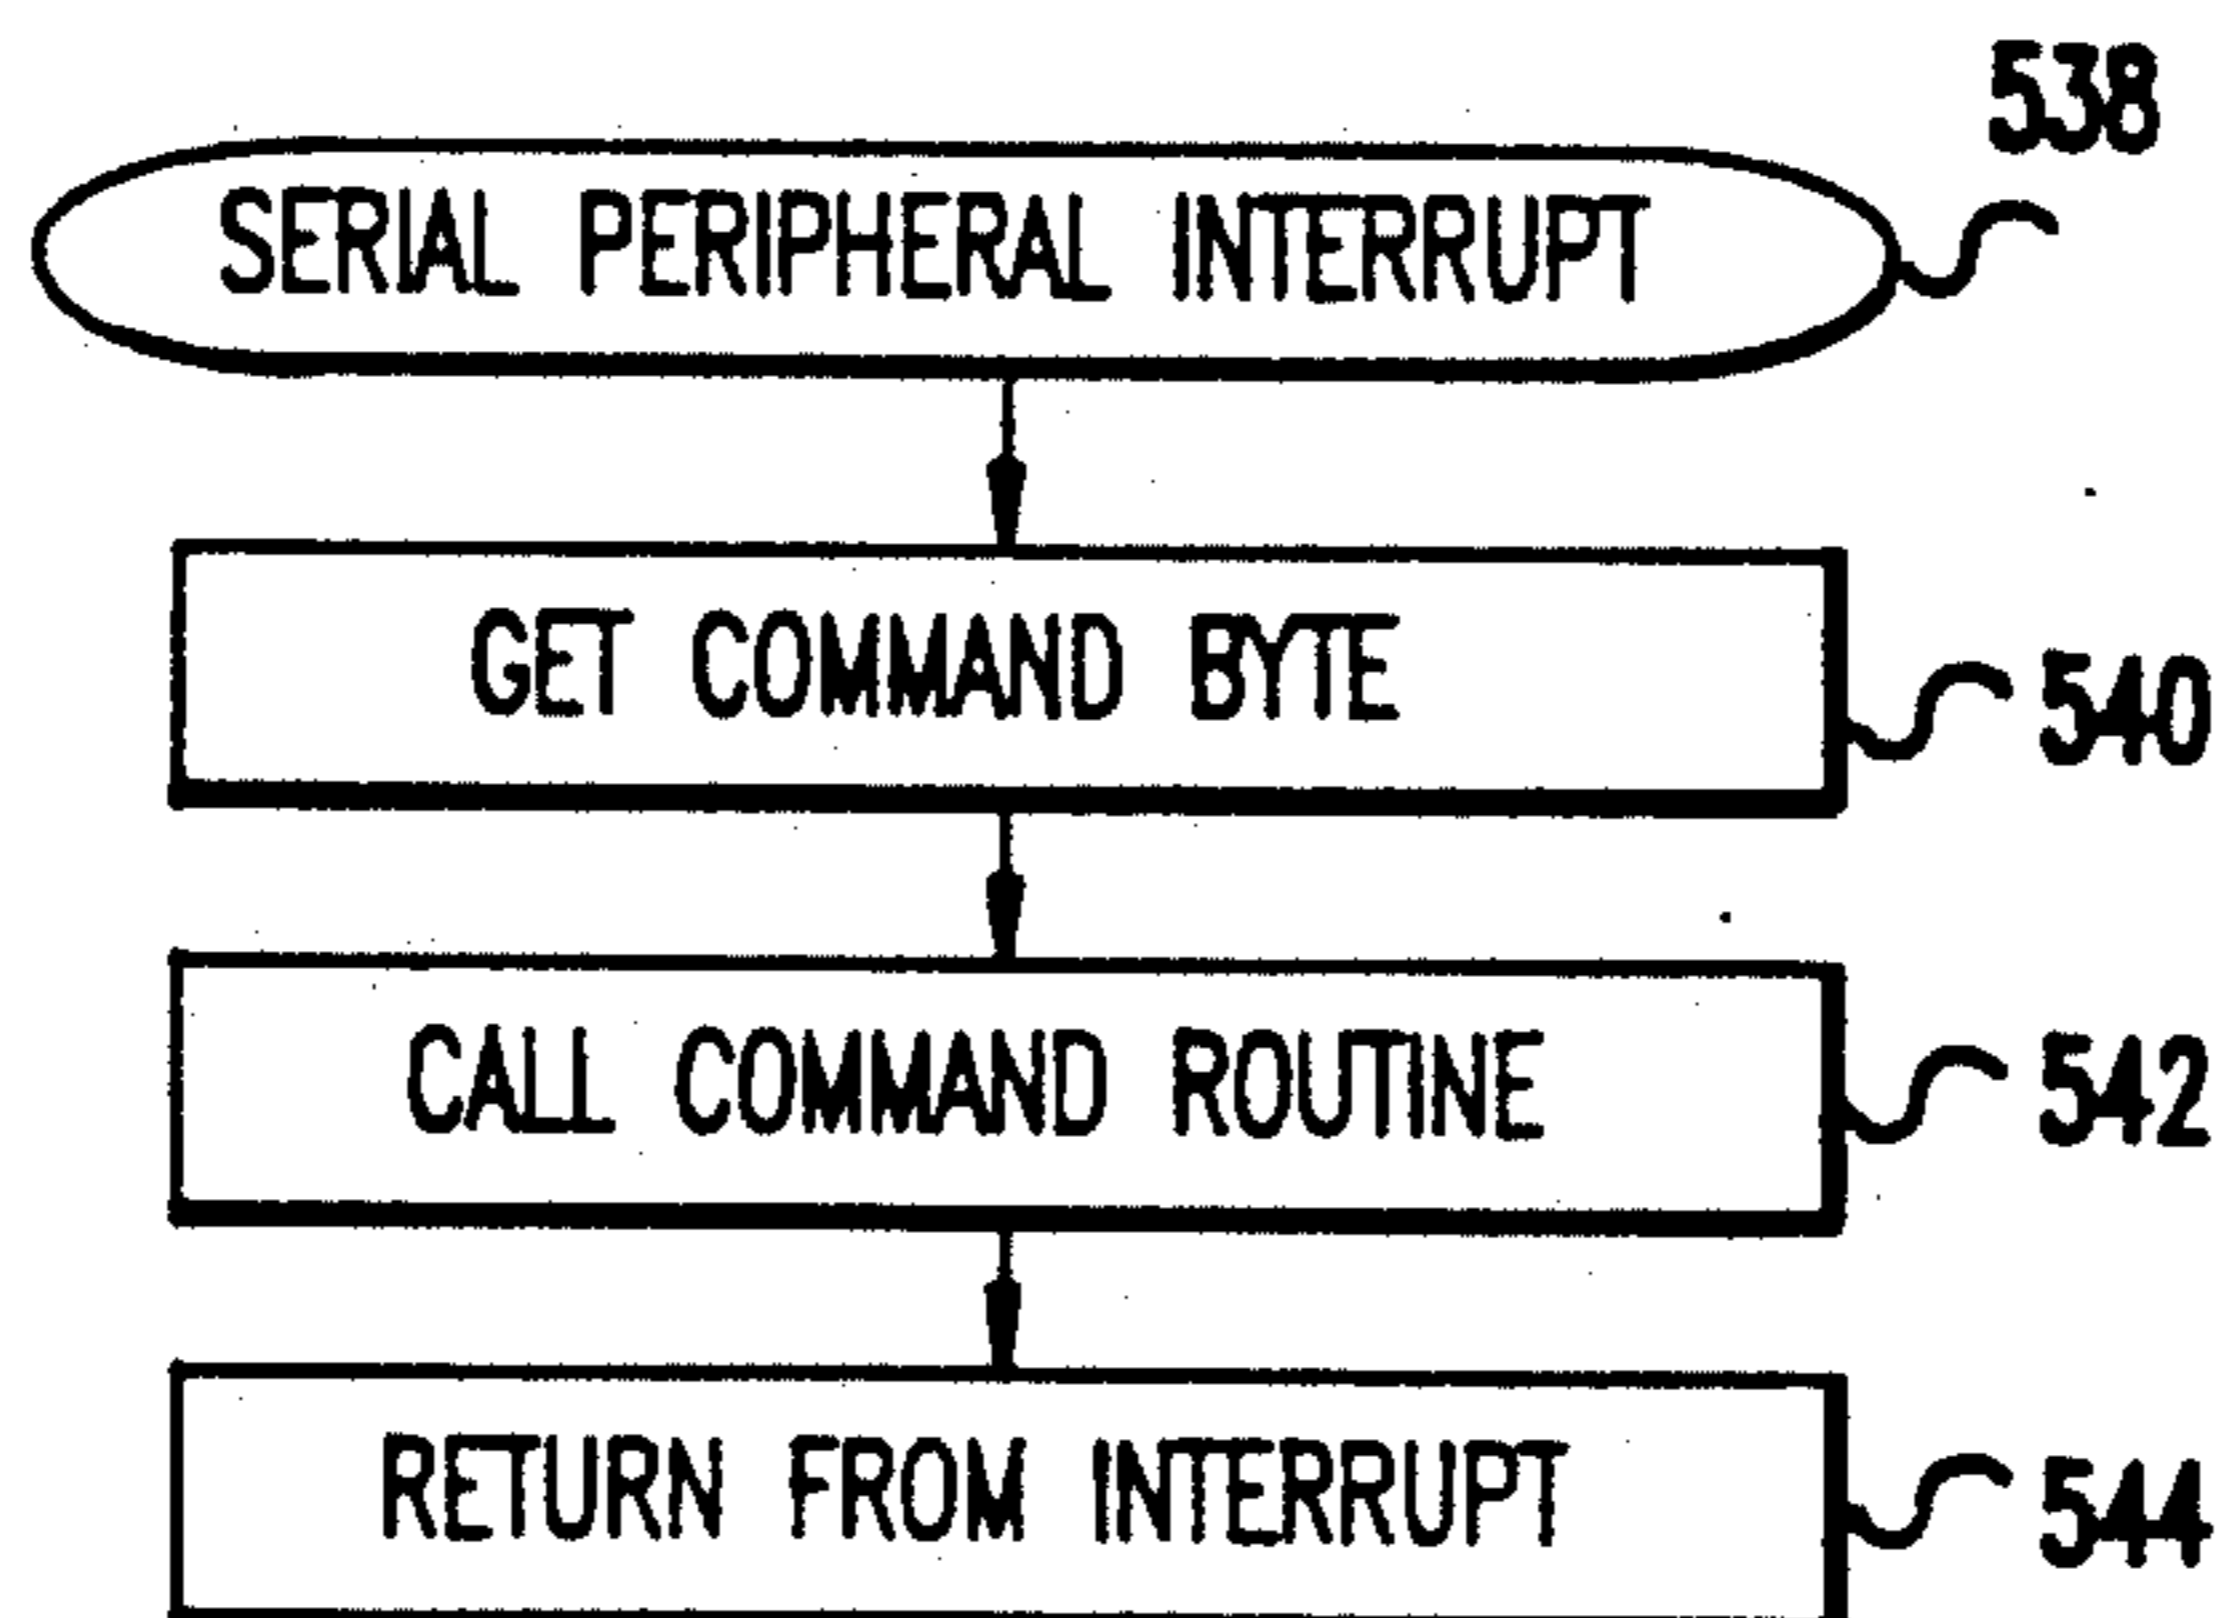 538
SERIAL PERIPHERAL INTERRUPT
GET COMMAND BYTE
540
CALL COMMAND ROUTINE
542
RETURN FROM INTERRUPT
544